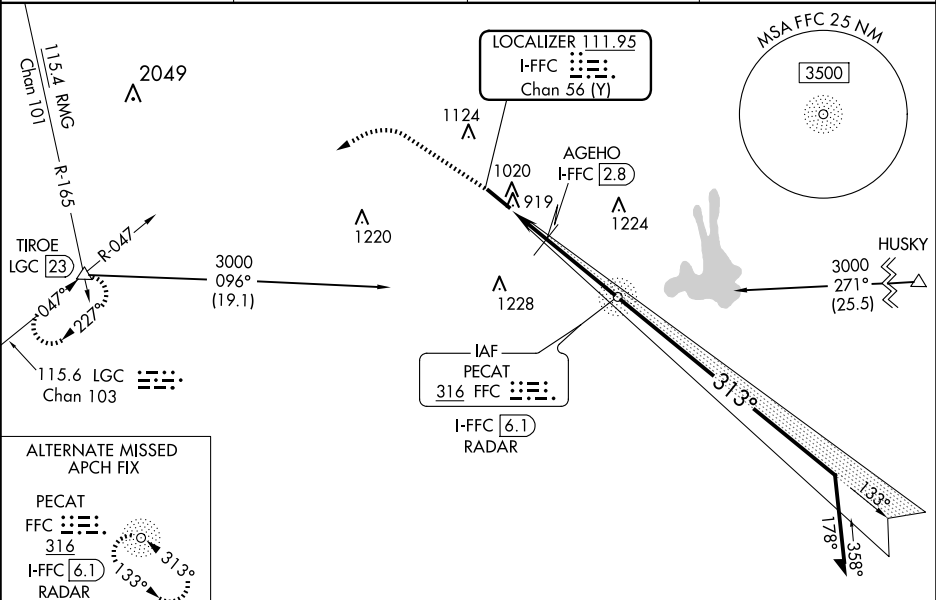 115.4 RMG
Chan 101
R-165
2049
LOCALIZER 111.95
I-FFC
Chan 56 (Y)
MSA FFC 25 NM
3500
1124
1020
919
AGEHO
I-FFC 2.8
1224
1220
TIROE
LGC 23
R-047
047°
227°
3000
096°
(19.1)
1228
HUSKY
3000
271°
(25.5)
115.6 LGC
Chan 103
IAF
PECAT
316 FFC
I-FFC 6.1
RADAR
313°
133°
178°
358°
ALTERNATE MISSED
APCH FIX
PECAT
FFC
316
I-FFC 6.1
RADAR
313°
133°